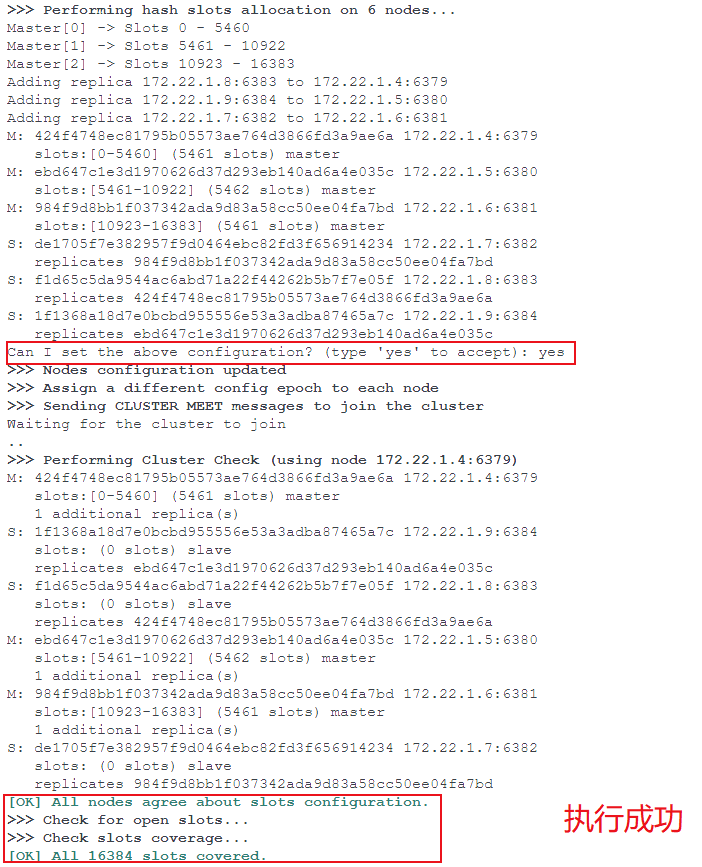 >>> Performing hash slots allocation on 6 nodes...
Master[0] -> Slots 0 - 5460
Master[1] -> Slots 5461 - 10922
Master[2] -> Slots 10923 - 16383
Adding replica 172.22.1.8:6383 to 172.22.1.4:6379
Adding replica 172.22.1.9:6384 to 172.22.1.5:6380
Adding replica 172.22.1.7:6382 to 172.22.1.6:6381
M: 424f4748ec81795b05573ae764d3866fd3a9ae6a 172.22.1.4:6379
   slots:[0-5460] (5461 slots) master
M: ebd647c1e3d1970626d37d293eb140ad6a4e035c 172.22.1.5:6380
   slots:[5461-10922] (5462 slots) master
M: 984f9d8bb1f037342ada9d83a58cc50ee04fa7bd 172.22.1.6:6381
   slots:[10923-16383] (5461 slots) master
S: de1705f7e382957f9d0464ebc82fd3f656914234 172.22.1.7:6382
   replicates 984f9d8bb1f037342ada9d83a58cc50ee04fa7bd
S: f1d65c5da9544ac6abd71a22f44262b5b7f7e05f 172.22.1.8:6383
   replicates 424f4748ec81795b05573ae764d3866fd3a9ae6a
S: 1f1368a18d7e0bcbd955556e53a3adba87465a7c 172.22.1.9:6384
   replicates ebd647c1e3d1970626d37d293eb140ad6a4e035c
Can I set the above configuration? (type 'yes' to accept): yes
>>> Nodes configuration updated
>>> Assign a different config epoch to each node
>>> Sending CLUSTER MEET messages to join the cluster
Waiting for the cluster to join
..
>>> Performing Cluster Check (using node 172.22.1.4:6379)
M: 424f4748ec81795b05573ae764d3866fd3a9ae6a 172.22.1.4:6379
   slots:[0-5460] (5461 slots) master
   1 additional replica(s)
S: 1f1368a18d7e0bcbd955556e53a3adba87465a7c 172.22.1.9:6384
   slots: (0 slots) slave
   replicates ebd647c1e3d1970626d37d293eb140ad6a4e035c
S: f1d65c5da9544ac6abd71a22f44262b5b7f7e05f 172.22.1.8:6383
   slots: (0 slots) slave
   replicates 424f4748ec81795b05573ae764d3866fd3a9ae6a
M: ebd647c1e3d1970626d37d293eb140ad6a4e035c 172.22.1.5:6380
   slots:[5461-10922] (5462 slots) master
   1 additional replica(s)
M: 984f9d8bb1f037342ada9d83a58cc50ee04fa7bd 172.22.1.6:6381
   slots:[10923-16383] (5461 slots) master
   1 additional replica(s)
S: de1705f7e382957f9d0464ebc82fd3f656914234 172.22.1.7:6382
   slots: (0 slots) slave
   replicates 984f9d8bb1f037342ada9d83a58cc50ee04fa7bd
[OK] All nodes agree about slots configuration.
>>> Check for open slots...
>>> Check slots coverage...
[OK] All 16384 slots covered.
执行成功